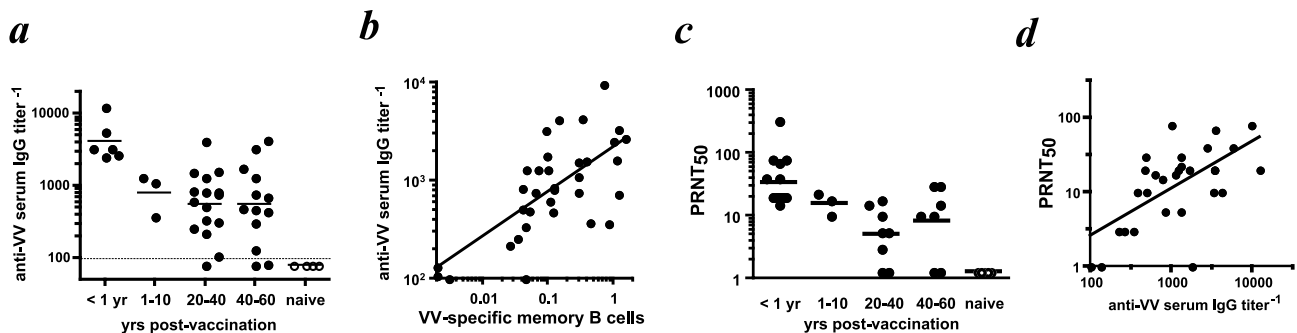 a
anti-VV serum IgG titer -1
10000
1000
100
< 1 yr 1-10 20-40 40-60 naive
yrs post-vaccination
b
anti-VV serum IgG titer -1
10^4
10^3
10^2
0.01 0.1 1
VV-specific memory B cells
c
PRNT50
1000
100
10
1
< 1 yr 1-10 20-40 40-60 naive
yrs post-vaccination
d
PRNT50
100
10
1
100 1000 10000
anti-VV serum IgG titer-1